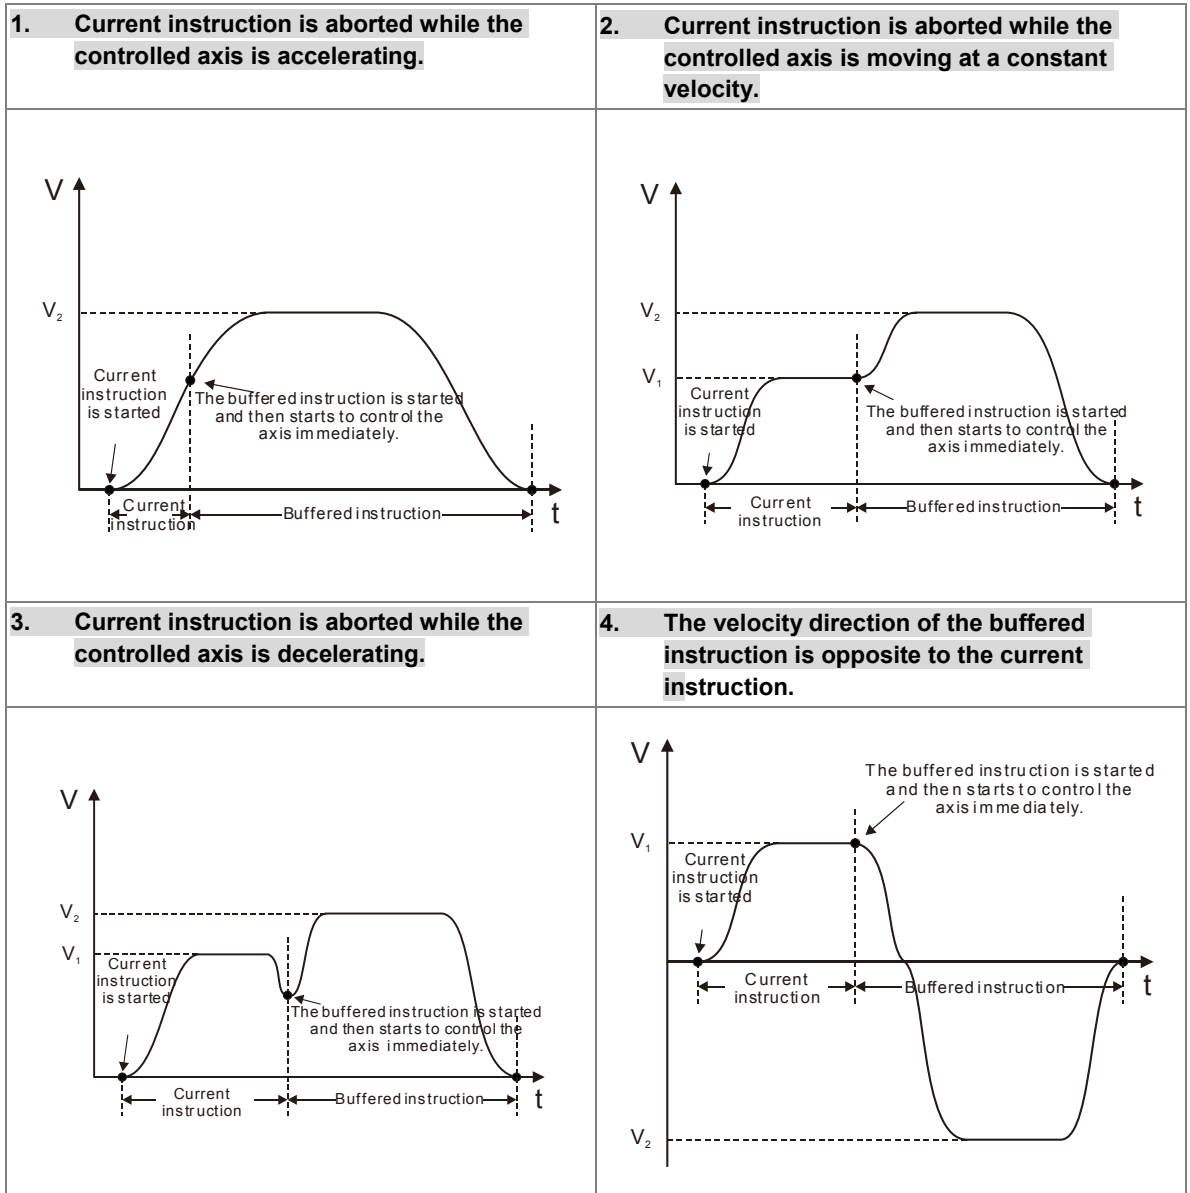 1. Current instruction is aborted while the
controlled axis is accelerating.
2. Current instruction is aborted while the
controlled axis is moving at a constant
velocity.
V
V2
Current
instruction
is started
The buffered instruction is started
and then starts to control the
axis immediately.
Current
instruction
Buffered instruction
t
V
V2
V1
Current
instruction
is started
The buffered instruction is started
and then starts to control the
axis immediately.
Current
instruction
Buffered instruction
t
3. Current instruction is aborted while the
controlled axis is decelerating.
4. The velocity direction of the buffered
instruction is opposite to the current
instruction.
V
V2
V1
Current
instruction
is started
The buffered instruction is started
and then starts to control the
axis immediately.
Current
instruction
Buffered instruction
t
V
The buffered instruction is started
and then starts to control the
axis immediately.
V1
Current
instruction
is started
Current
instruction
Buffered instruction
t
V2